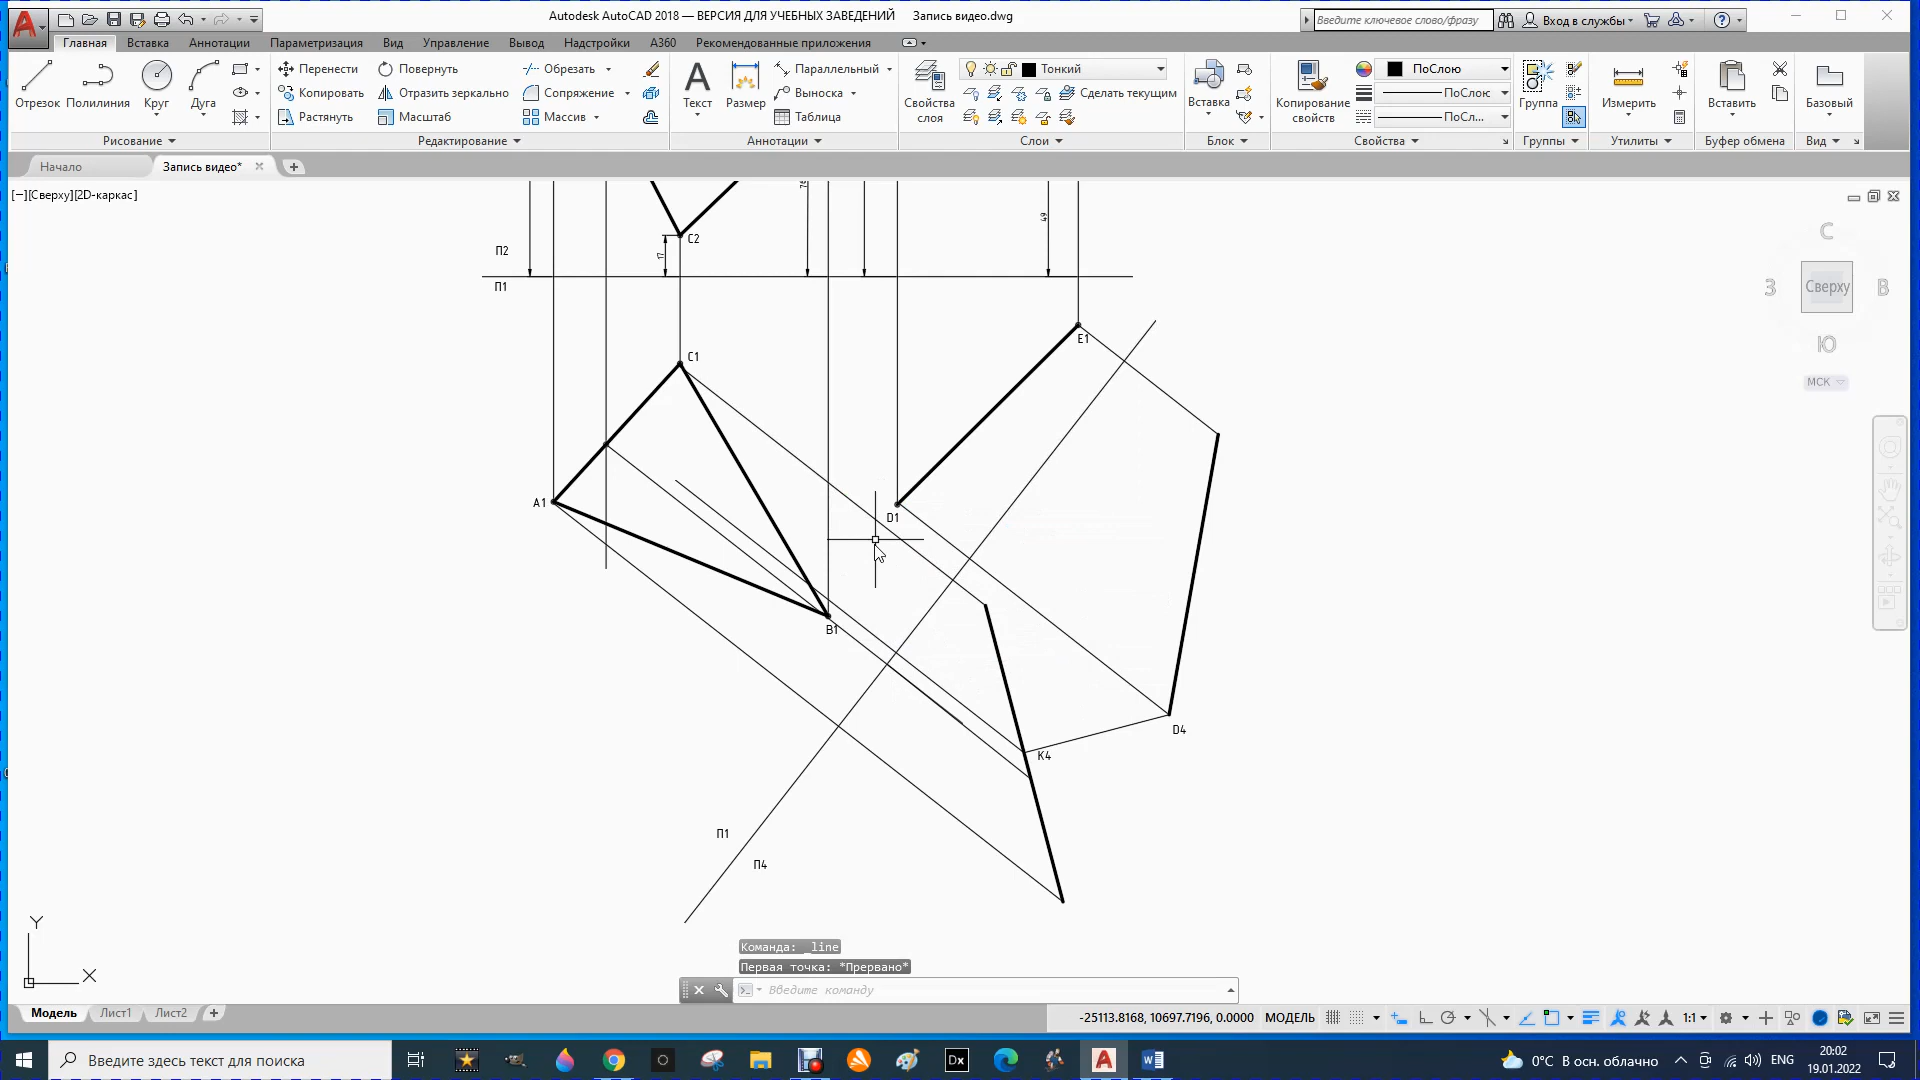 Autodesk AutoCAD 2018 — ВЕРСИЯ ДЛЯ УЧЕБНЫХ ЗАВЕДЕНИЙ Запись видео.dwg
Введите ключевое слово/фразу
Вход в службы
Главная Вставка Аннотации Параметризация Вид Управление Вывод Надстройки A360 Рекомендованные приложения
Отрезок Полилиния Круг Дуга
Рисование
Перенести Повернуть Обрезать
Копировать Отразить зеркально Сопряжение
Растянуть Масштаб Массив
Редактирование
Текст Размер
Параллельный
Выноска
Таблица
Аннотации
Свойства слоя
Тонкий
Сделать текущим
Слои
Вставка
Блок
Копирование свойств
ПоСлою
ПоСлою
ПоСл...
Свойства
Группа
Группы
Измерить
Утилиты
Вставить
Буфер обмена
Базовый
Вид
Начало Запись видео*
[−][Сверху][2D-каркас]
С
З Сверху В
Ю
МСК
75
49
C2
17
П2
П1
E1
C1
A1
D1
B1
D4
K4
П1
П4
Y
X
Команда: _line
Первая точка: *Прервано*
Введите команду
Модель Лист1 Лист2
-25113.8168, 10697.7196, 0.0000 МОДЕЛЬ 1:1
Введите здесь текст для поиска
Dx
0°C В осн. облачно
ENG
20:02
19.01.2022